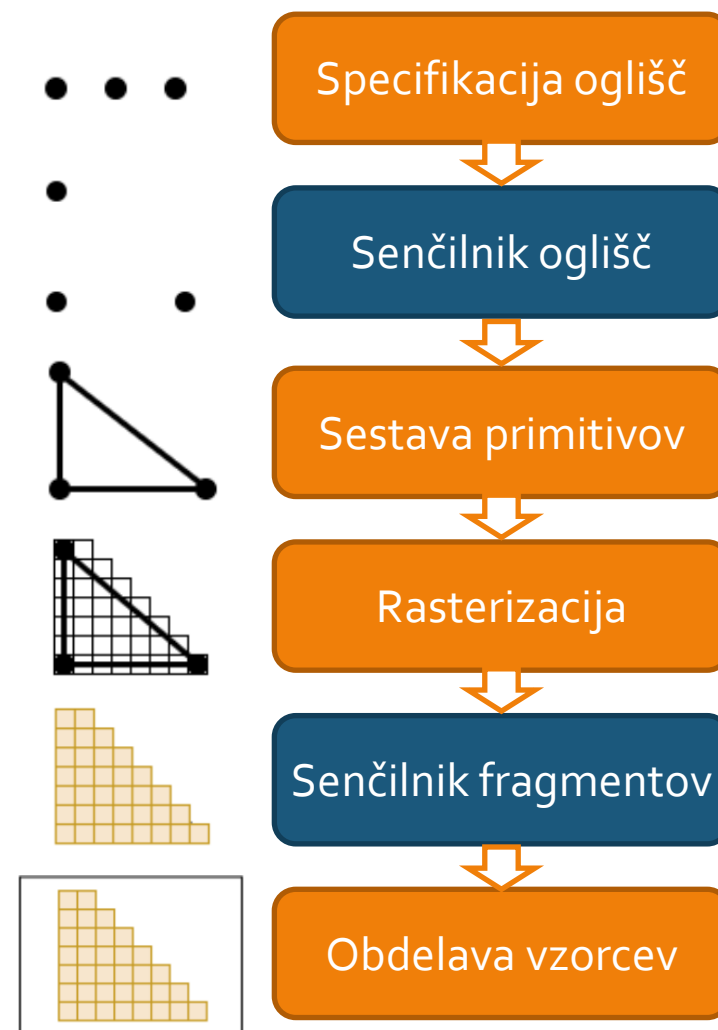 Specifikacija oglišč
Senčilnik oglišč
Sestava primitivov
Rasterizacija
Senčilnik fragmentov
Obdelava vzorcev